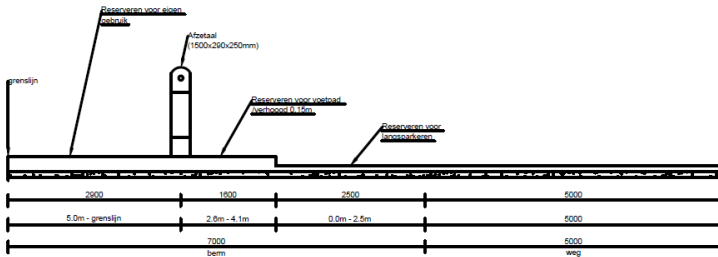 Reserveren voor eigen
gebruik
Afzetaal
(1500x290x250mm)
grenslijn
Reserveren voor voetpad
/verhoogd 0.15m
Reserveren voor
langsparkeren
2900
1600
2500
5000
5.0m - grenslijn
2.6m - 4.1m
0.0m - 2.5m
5000
7000
5000
berm
weg